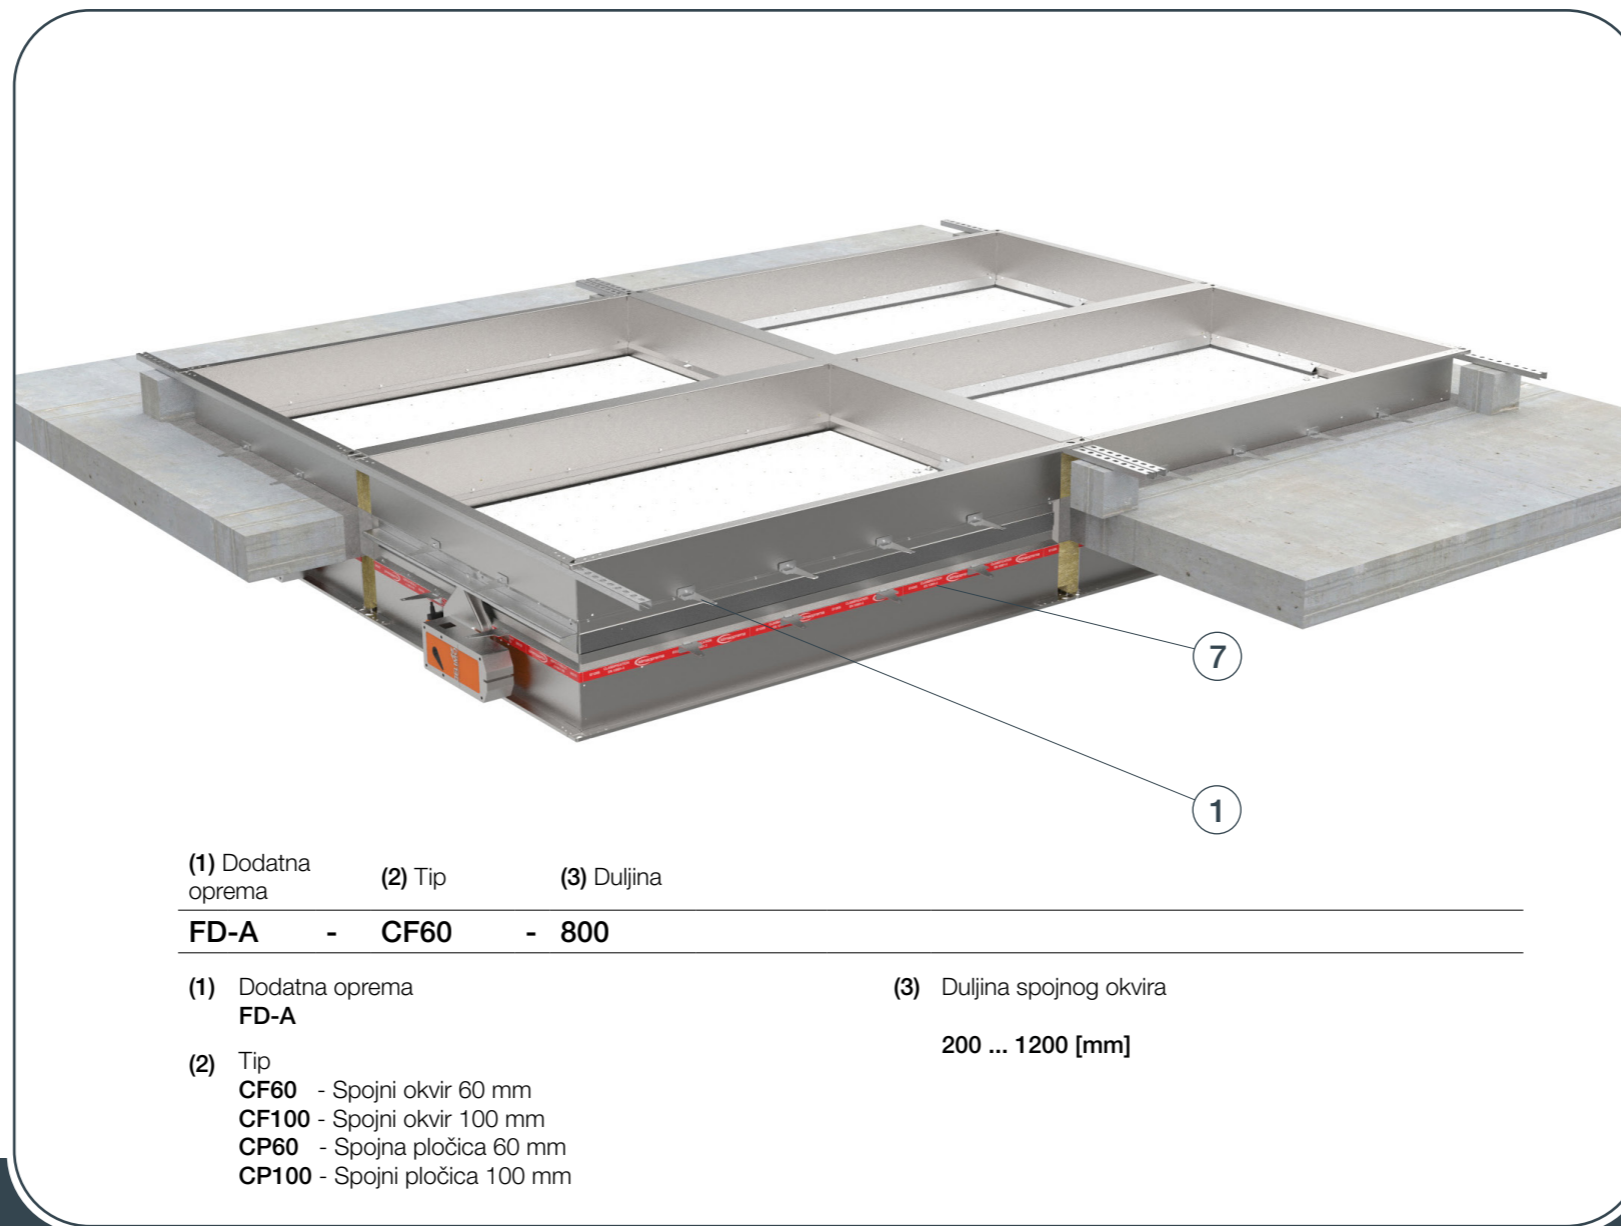 7
1
(1) Dodatna oprema (2) Tip (3) Duljina
FD-A - CF60 - 800
(1) Dodatna oprema
FD-A
(2) Tip
CF60 - Spojni okvir 60 mm
CF100 - Spojni okvir 100 mm
CP60 - Spojna pločica 60 mm
CP100 - Spojni pločica 100 mm
(3) Duljina spojnog okvira
200 ... 1200 [mm]